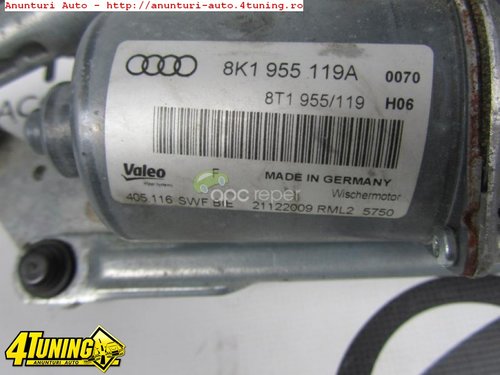 Anunturi Auto - http://anunturi-auto.4tuning.ro/
8K1 955 119A 0070
8T1 955/119 H06
Valeo F MADE IN GERMANY
Wischermotor
apc reper
405.116 SWF BIE 21122009 RML2 5750
4TUNING
ANUNTURI AUTO